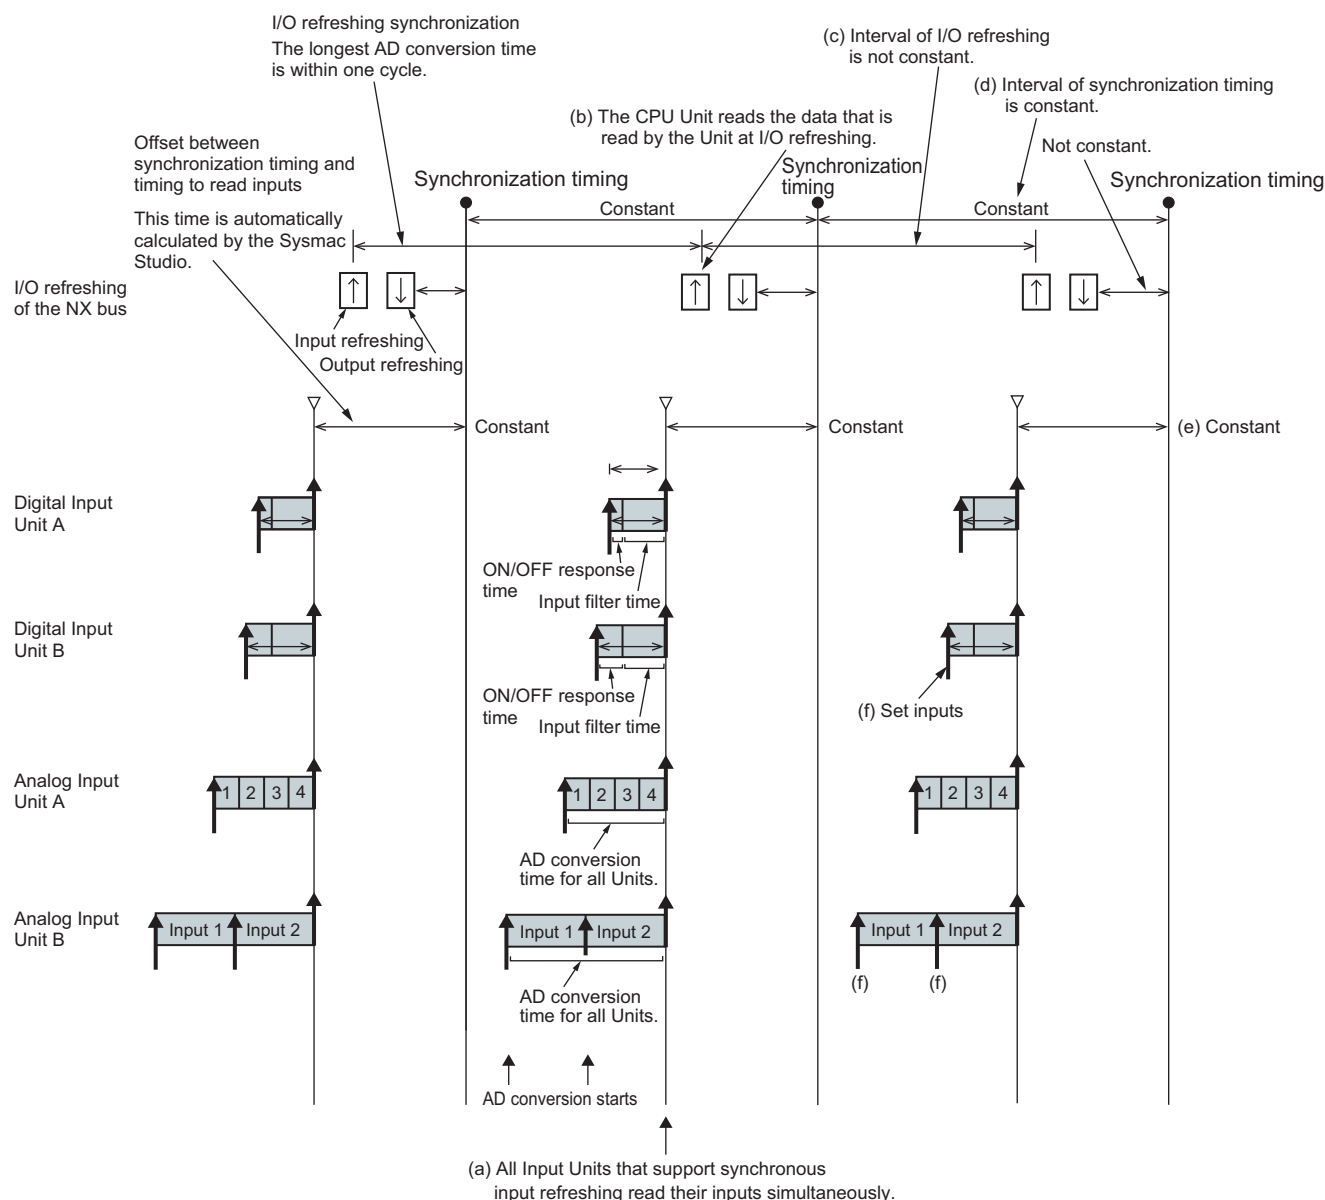 I/O refreshing synchronization
The longest AD conversion time
is within one cycle.
(c) Interval of I/O refreshing
is not constant.
(d) Interval of synchronization timing
is constant.
(b) The CPU Unit reads the data that is
read by the Unit at I/O refreshing.
Not constant.
Offset between
synchronization timing and
timing to read inputs
This time is automatically
calculated by the Sysmac
Studio.
Synchronization timing
Synchronization
timing
Synchronization timing
Constant
Constant
I/O refreshing
of the NX bus
Input refreshing
Output refreshing
Constant
Constant
(e) Constant
Digital Input
Unit A
ON/OFF response
time
Input filter time
Digital Input
Unit B
ON/OFF response
time
Input filter time
(f) Set inputs
Analog Input
Unit A
1 2 3 4
1 2 3 4
1 2 3 4
AD conversion
time for all Units.
Analog Input
Unit B
Input 1 Input 2
Input 1 Input 2
Input 1 Input 2
(f) (f)
AD conversion
time for all Units.
AD conversion starts
(a) All Input Units that support synchronous
input refreshing read their inputs simultaneously.